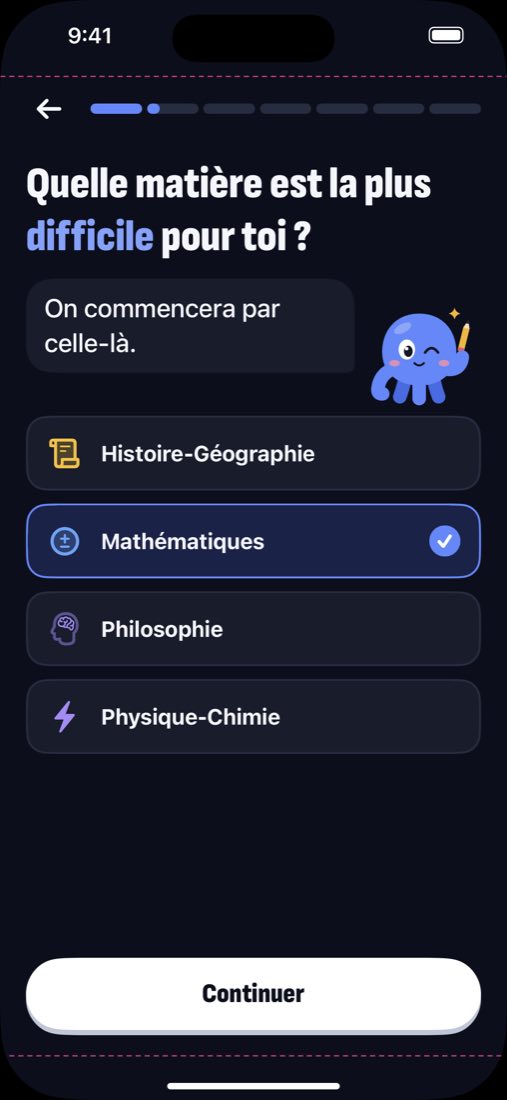 9:41
Quelle matière est la plus
difficile pour toi ?
On commencera par
celle-là.
Histoire-Géographie
Mathématiques
Philosophie
Physique-Chimie
Continuer